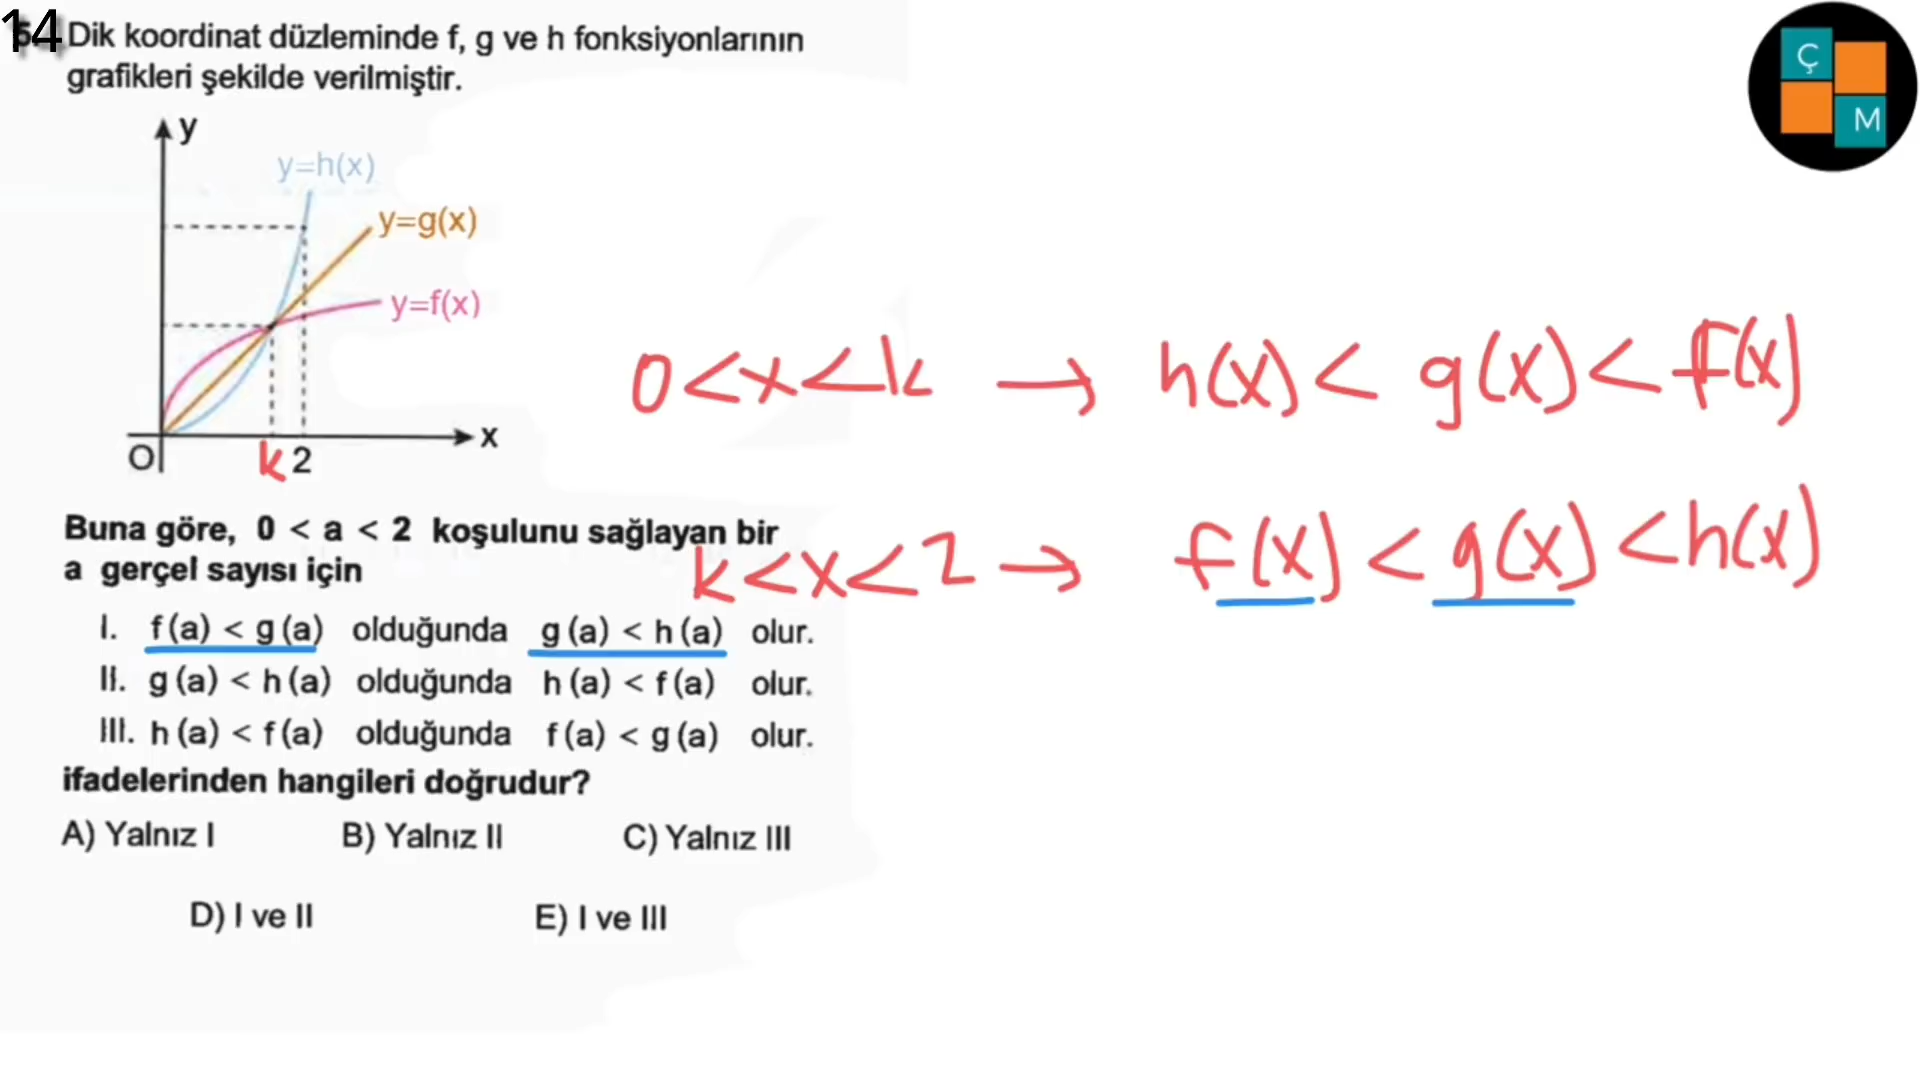 14
Dik koordinat düzleminde f, g ve h fonksiyonlarının
grafikleri şekilde verilmiştir.
y
y=h(x)
y=g(x)
y=f(x)
x
O
k 2
Ç
M
0<x<k → h(x) < g(x) < f(x)
k<x<2 → f(x) < g(x) < h(x)
Buna göre, 0 < a < 2 koşulunu sağlayan bir
a gerçel sayısı için
I. f(a) < g(a) olduğunda g(a) < h(a) olur.
II. g(a) < h(a) olduğunda h(a) < f(a) olur.
III. h(a) < f(a) olduğunda f(a) < g(a) olur.
ifadelerinden hangileri doğrudur?
A) Yalnız I B) Yalnız II C) Yalnız III
D) I ve II E) I ve III